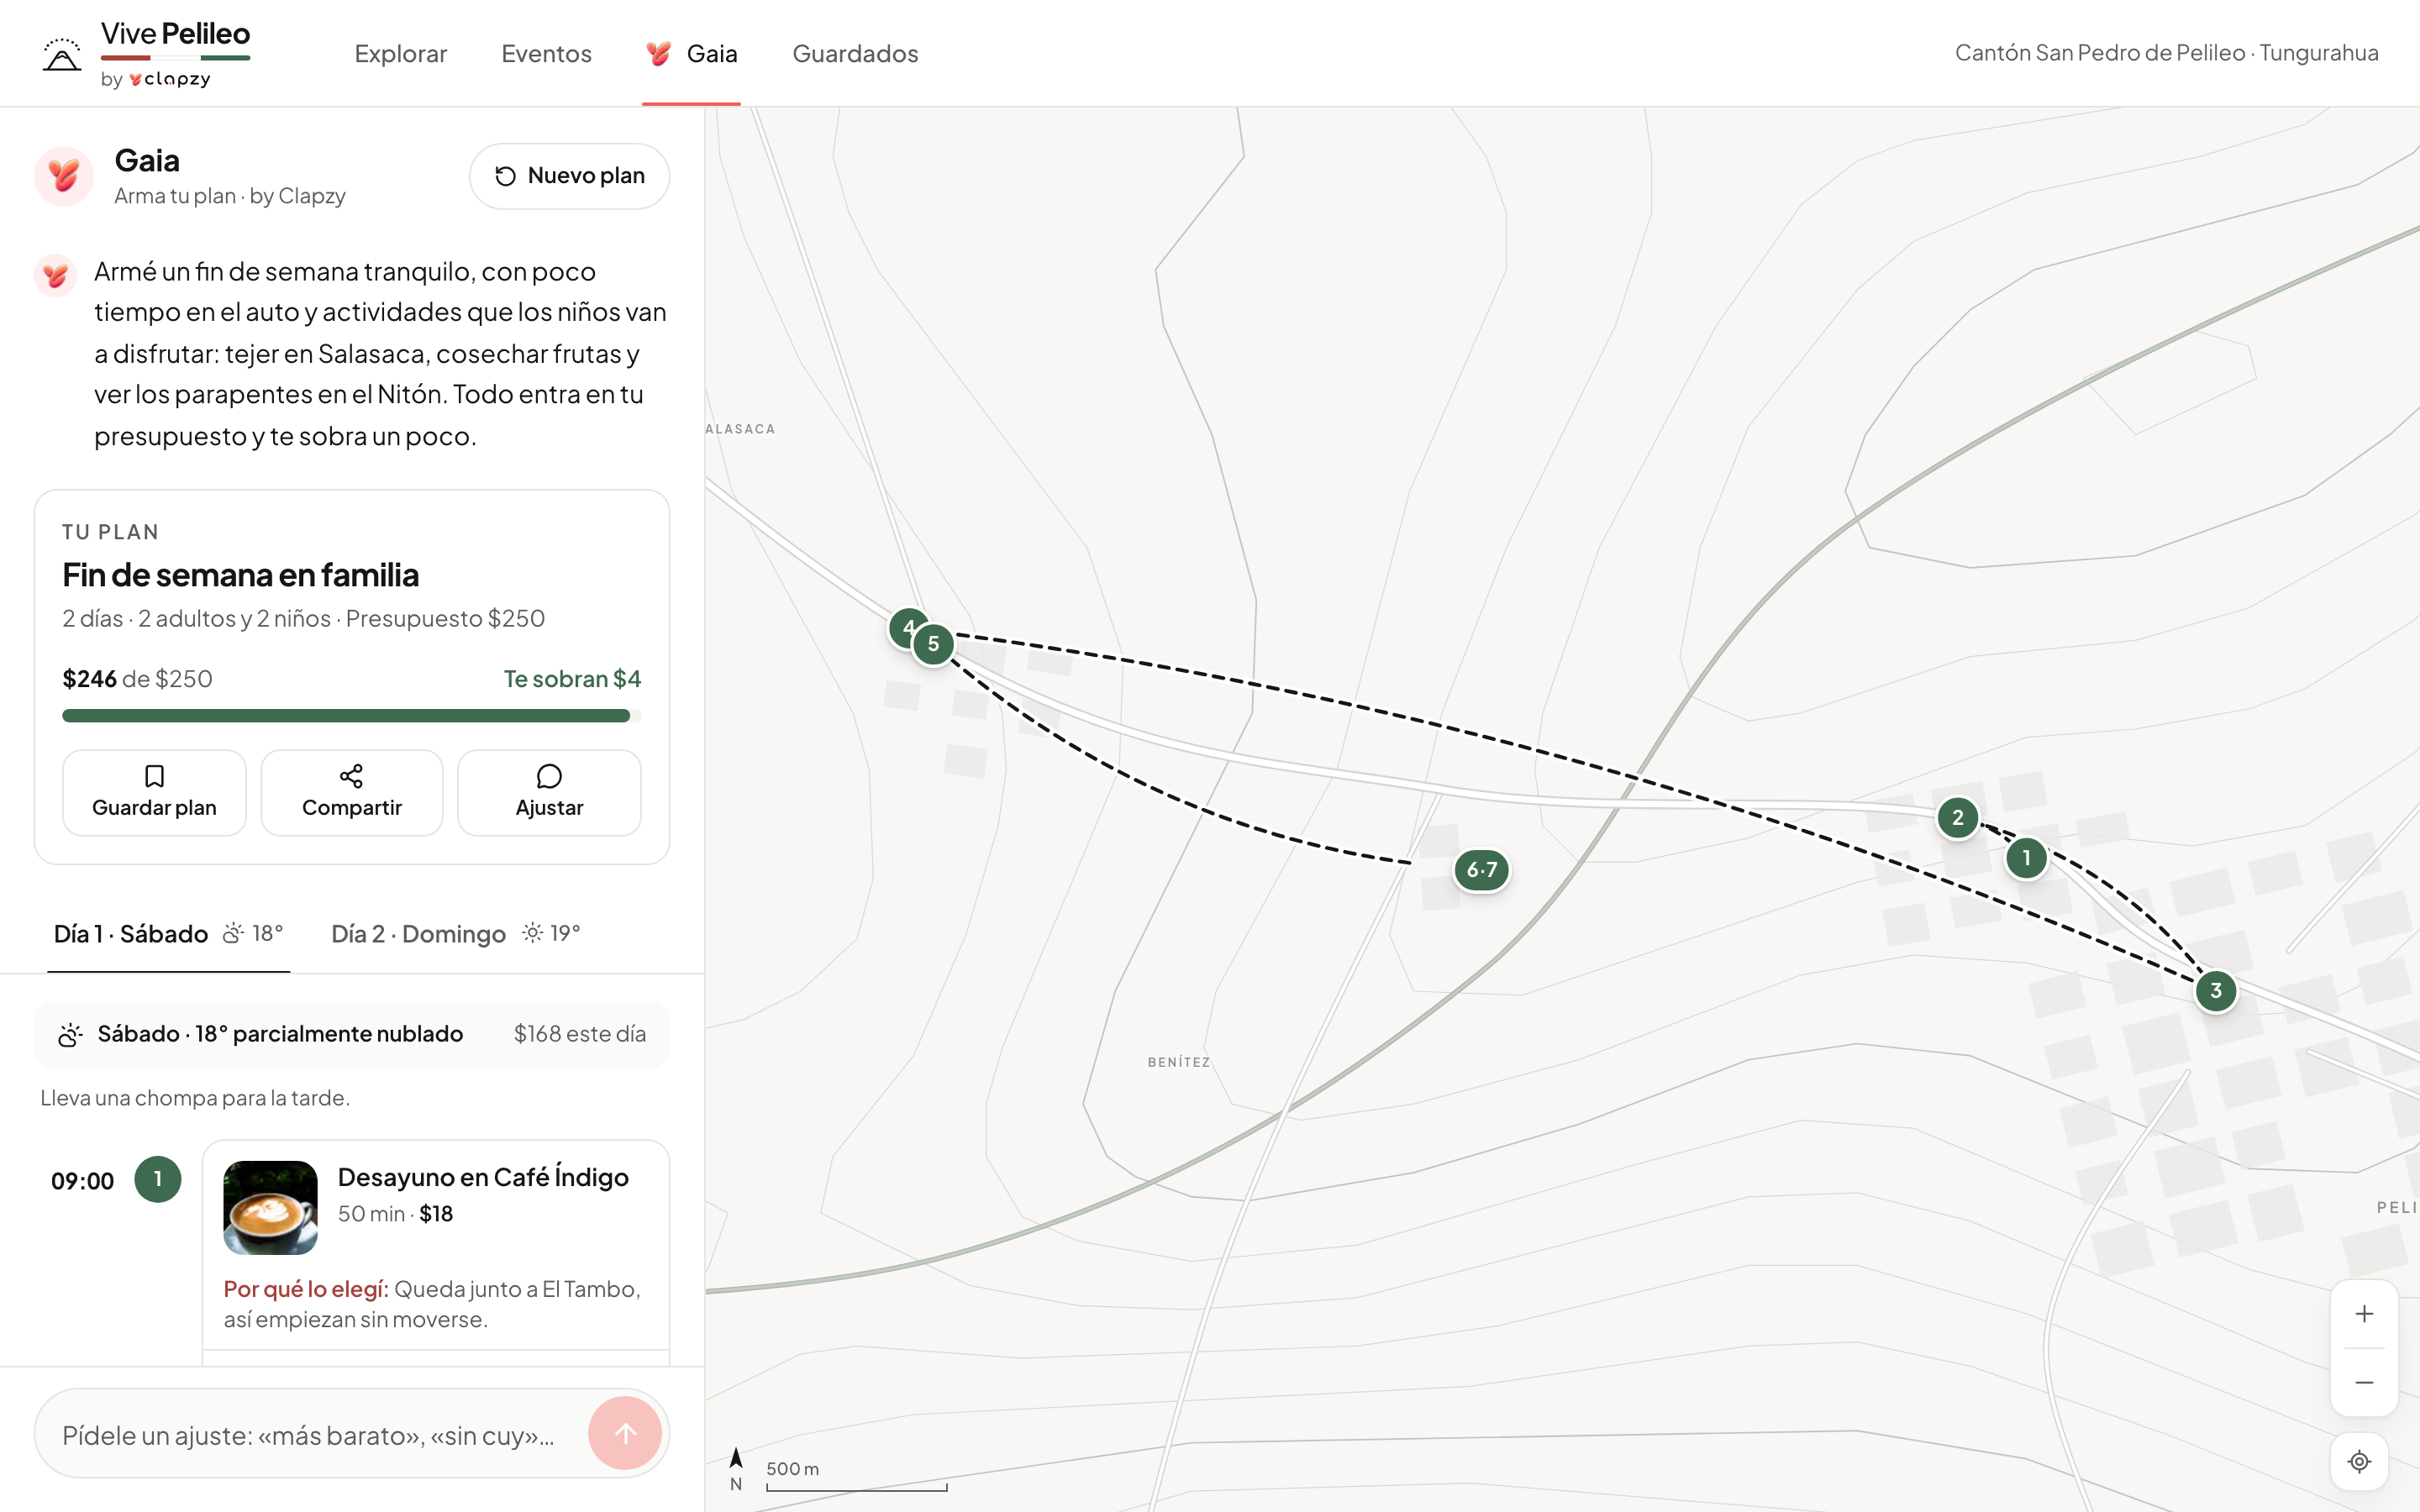 Vive Pelileo
by clapzy
Explorar
Eventos
Gaia
Guardados
Cantón San Pedro de Pelileo · Tungurahua
Gaia
Arma tu plan · by Clapzy
Nuevo plan
Armé un fin de semana tranquilo, con poco
tiempo en el auto y actividades que los niños van
a disfrutar: tejer en Salasaca, cosechar frutas y
ver los parapentes en el Nitón. Todo entra en tu
presupuesto y te sobra un poco.
TU PLAN
Fin de semana en familia
2 días · 2 adultos y 2 niños · Presupuesto $250
$246 de $250
Te sobran $4
Guardar plan
Compartir
Ajustar
Día 1 · Sábado 18°
Día 2 · Domingo 19°
Sábado · 18° parcialmente nublado
$168 este día
Lleva una chompa para la tarde.
09:00
1
Desayuno en Café Índigo
50 min · $18
Por qué lo elegí: Queda junto a El Tambo,
así empiezan sin moverse.
Pídele un ajuste: «más barato», «sin cuy»...
ALASACA
4
5
2
1
6·7
3
BENÍTEZ
PELI
N
500 m